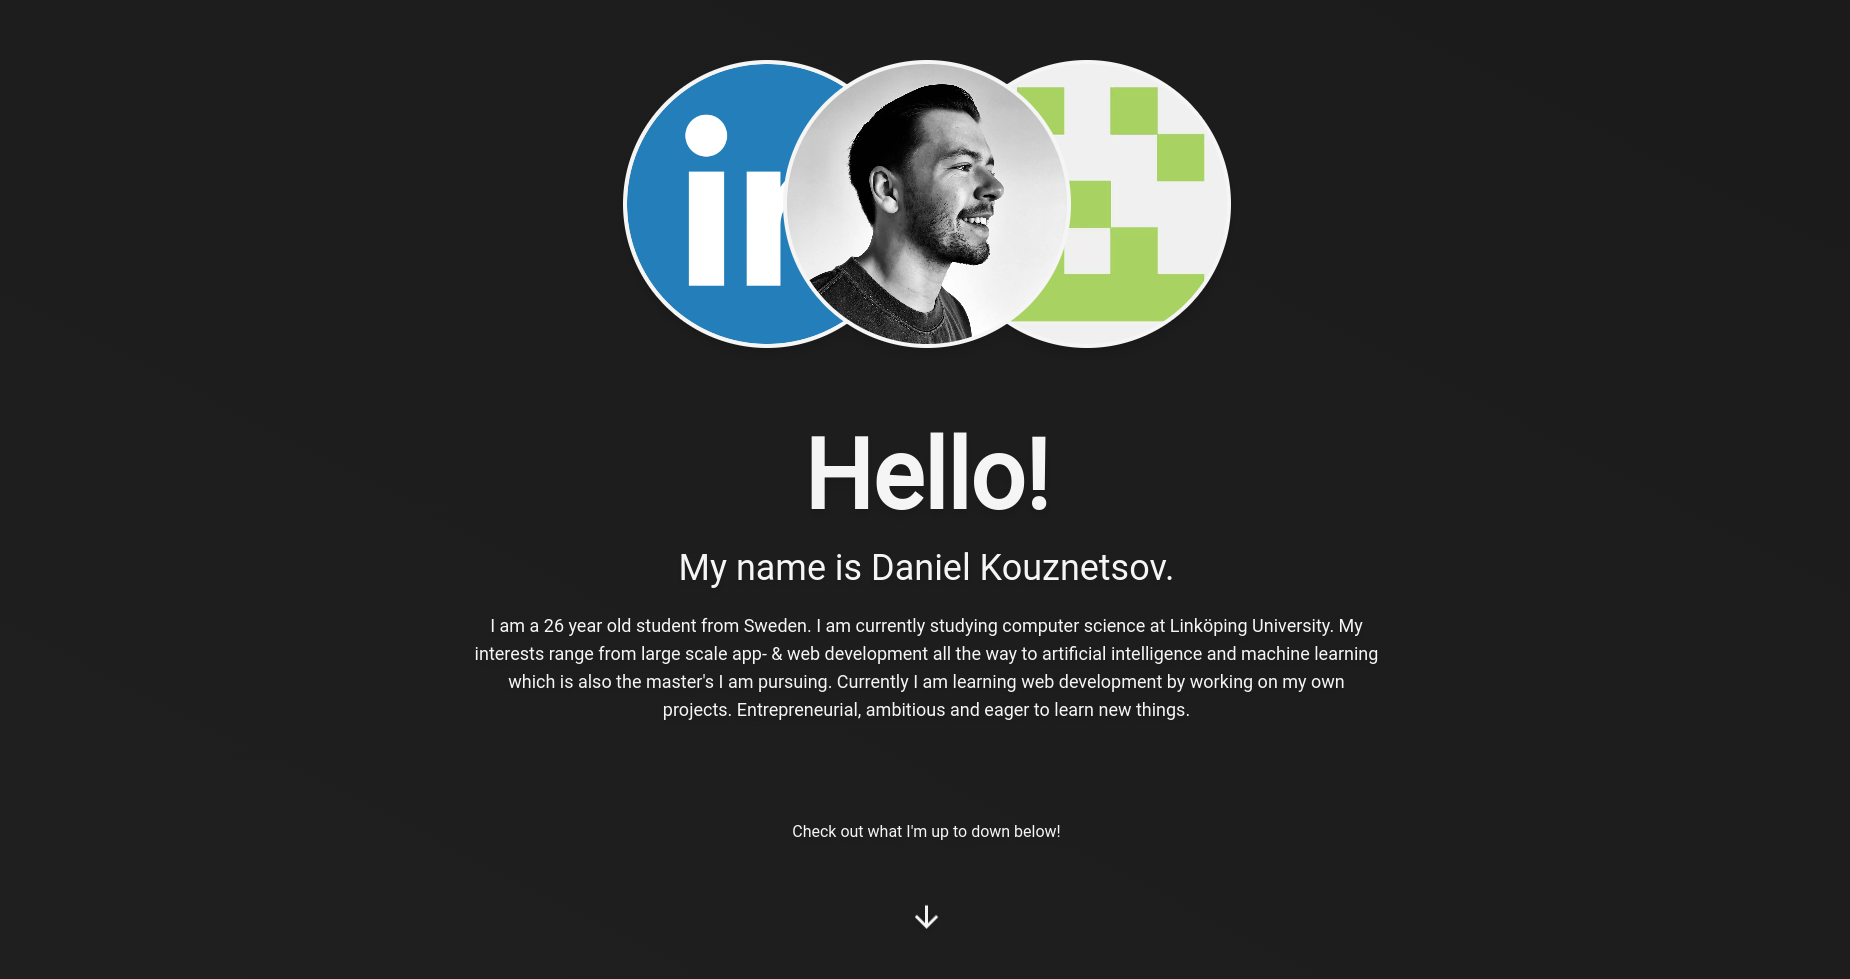 in
Hello!
My name is Daniel Kouznetsov.
I am a 26 year old student from Sweden. I am currently studying computer science at Linköping University. My
interests range from large scale app- & web development all the way to artificial intelligence and machine learning
which is also the master's I am pursuing. Currently I am learning web development by working on my own
projects. Entrepreneurial, ambitious and eager to learn new things.
Check out what I'm up to down below!